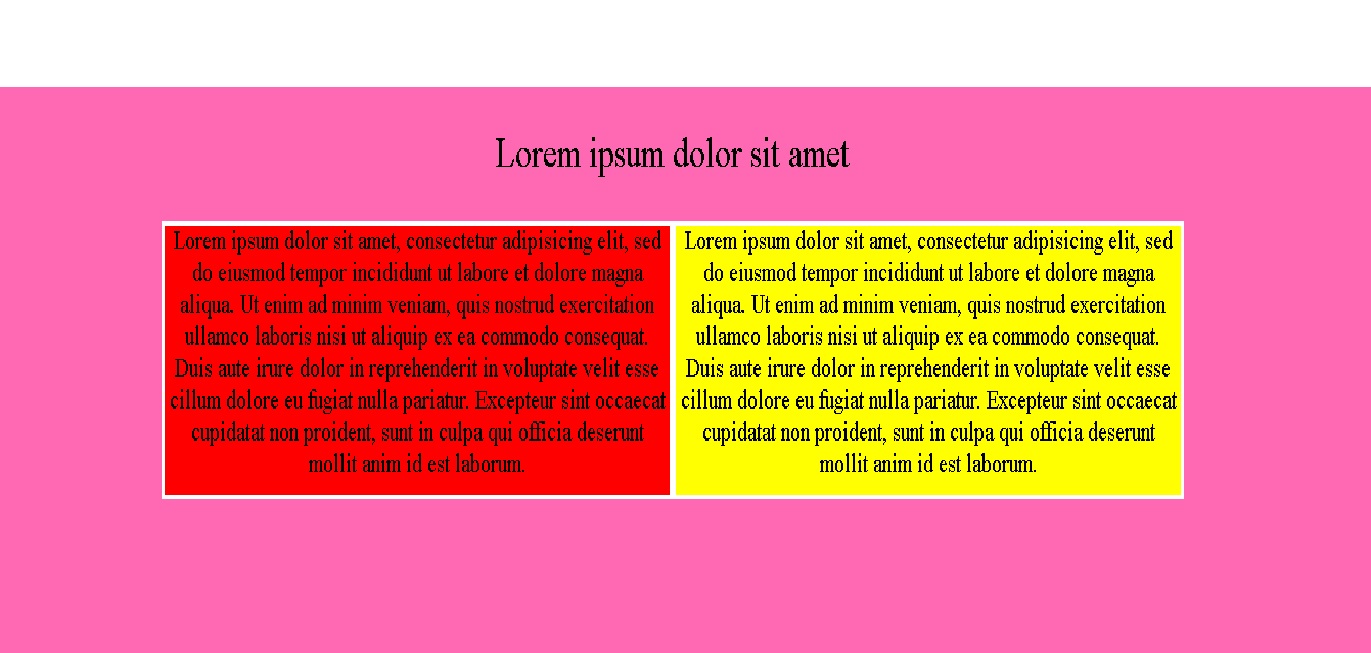 Lorem ipsum dolor sit amet
Lorem ipsum dolor sit amet, consectetur adipisicing elit, sed
do eiusmod tempor incididunt ut labore et dolore magna
aliqua. Ut enim ad minim veniam, quis nostrud exercitation
ullamco laboris nisi ut aliquip ex ea commodo consequat.
Duis aute irure dolor in reprehenderit in voluptate velit esse
cillum dolore eu fugiat nulla pariatur. Excepteur sint occaecat
cupidatat non proident, sunt in culpa qui officia deserunt
mollit anim id est laborum.
Lorem ipsum dolor sit amet, consectetur adipisicing elit, sed
do eiusmod tempor incididunt ut labore et dolore magna
aliqua. Ut enim ad minim veniam, quis nostrud exercitation
ullamco laboris nisi ut aliquip ex ea commodo consequat.
Duis aute irure dolor in reprehenderit in voluptate velit esse
cillum dolore eu fugiat nulla pariatur. Excepteur sint occaecat
cupidatat non proident, sunt in culpa qui officia deserunt
mollit anim id est laborum.